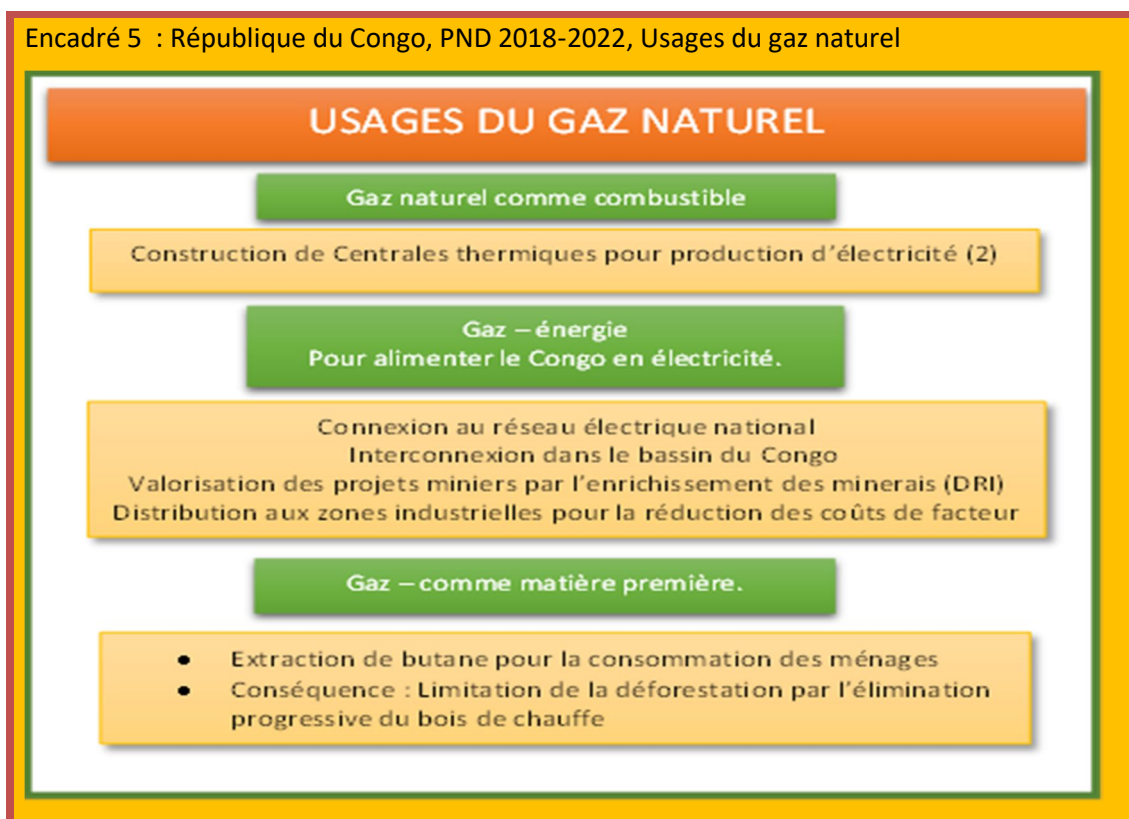 Encadré 5 : République du Congo, PND 2018-2022, Usages du gaz naturel
USAGES DU GAZ NATUREL
Gaz naturel comme combustible
Construction de Centrales thermiques pour production d'électricité (2)
Gaz – énergie
Pour alimenter le Congo en électricité.
Connexion au réseau électrique national
Interconnexion dans le bassin du Congo
Valorisation des projets miniers par l'enrichissement des minerais (DRI)
Distribution aux zones industrielles pour la réduction des coûts de facteur
Gaz – comme matière première.
● Extraction de butane pour la consommation des ménages
● Conséquence : Limitation de la déforestation par l'élimination
progressive du bois de chauffe